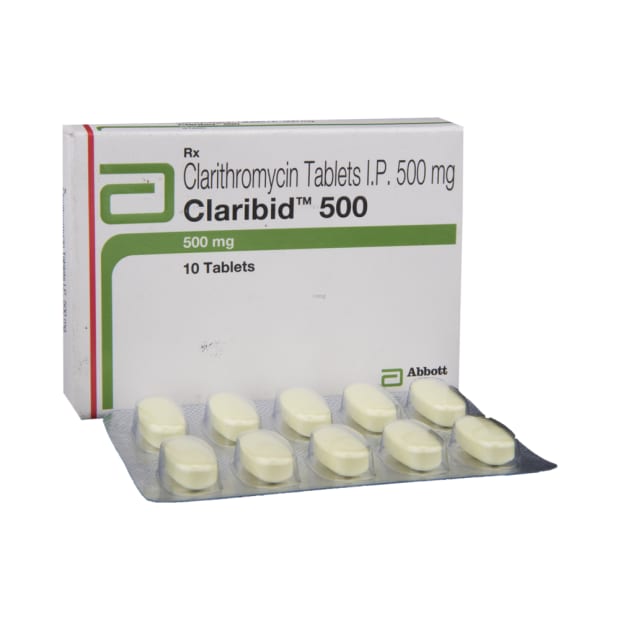 Rx
Clarithromycin Tablets I.P. 500 mg
Claribid™ 500
500 mg
10 Tablets
Abbott